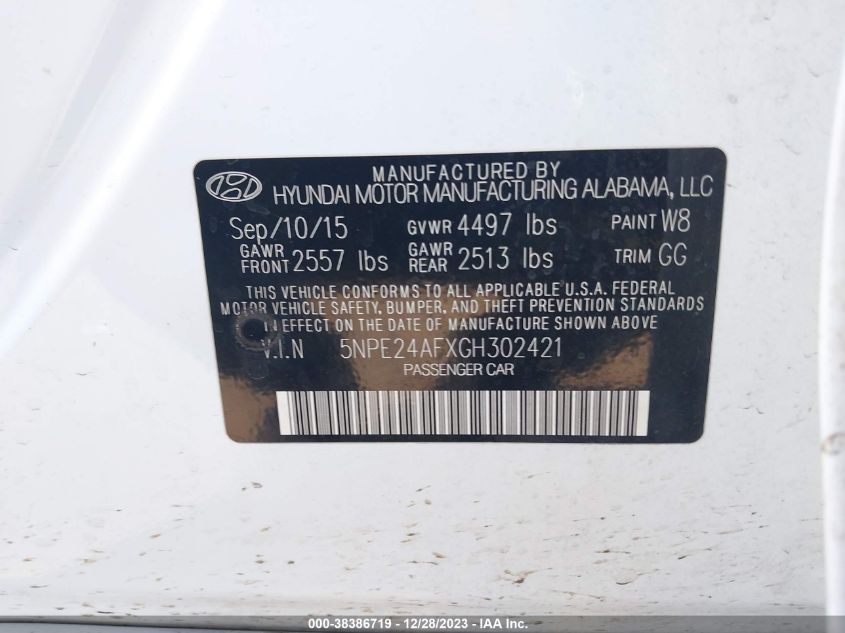 MANUFACTURED BY
HYUNDAI MOTOR MANUFACTURING ALABAMA, LLC
Sep/10/15 GVWR 4497 lbs PAINT W8
GAWR FRONT 2557 lbs GAWR REAR 2513 lbs TRIM GG
THIS VEHICLE CONFORMS TO ALL APPLICABLE U.S.A. FEDERAL
MOTOR VEHICLE SAFETY, BUMPER, AND THEFT PREVENTION STANDARDS
IN EFFECT ON THE DATE OF MANUFACTURE SHOWN ABOVE
V.I.N 5NPE24AFXGH302421
PASSENGER CAR
000-38386719 - 12/28/2023 - IAA Inc.